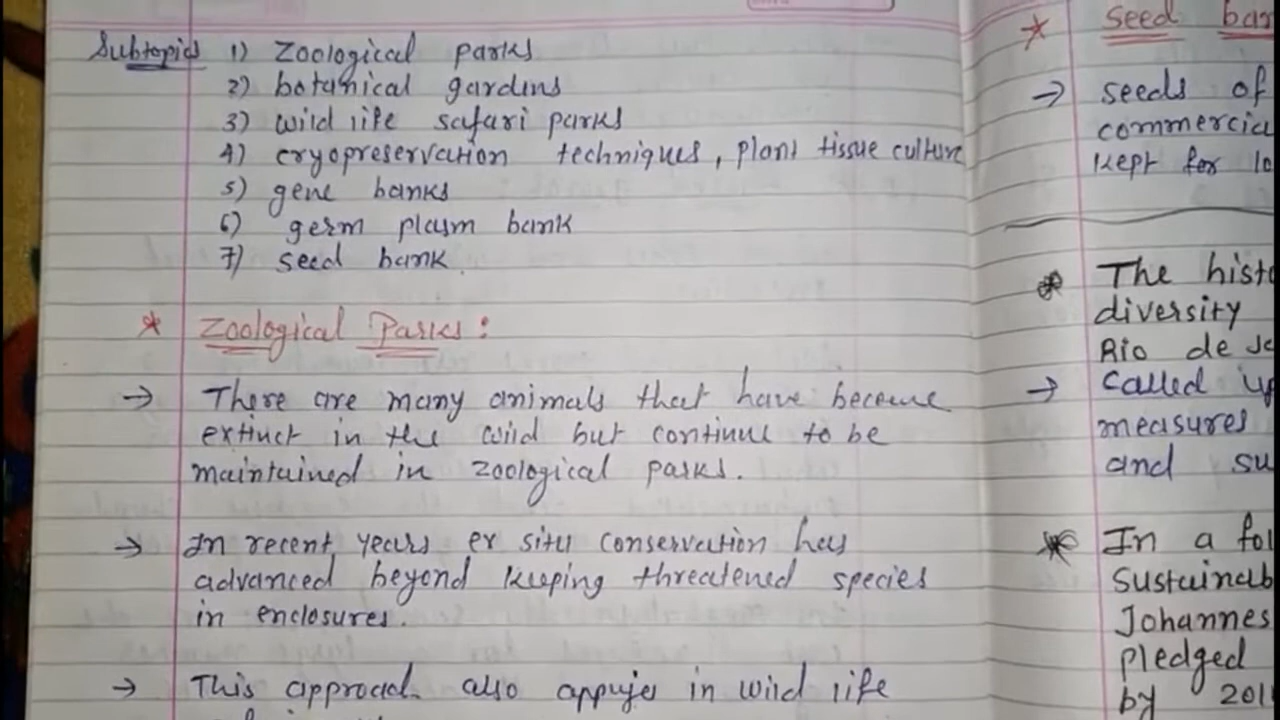 Subtopics 1) Zoological parks
2) botanical gardins
3) wild life safari parks
4) cryopreservation techniques, plant tissue culture
5) gene banks
6) germ plasm bank
7) seed bank.
* Zoological Parks:
→ There are many animals that have become
extinct in the wild but continue to be
maintained in zoological parks.
→ In recent years ex situ conservation has
advanced beyond keeping threatened species
in enclosures.
→ This approach also applies in wild life
* Seed
→ seeds of
commercia
kept for lo
* The histo
diversity
Rio de Ja
→ called up
measures
and su
* In a fol
Sustainab
Johannes
pledged
by 201